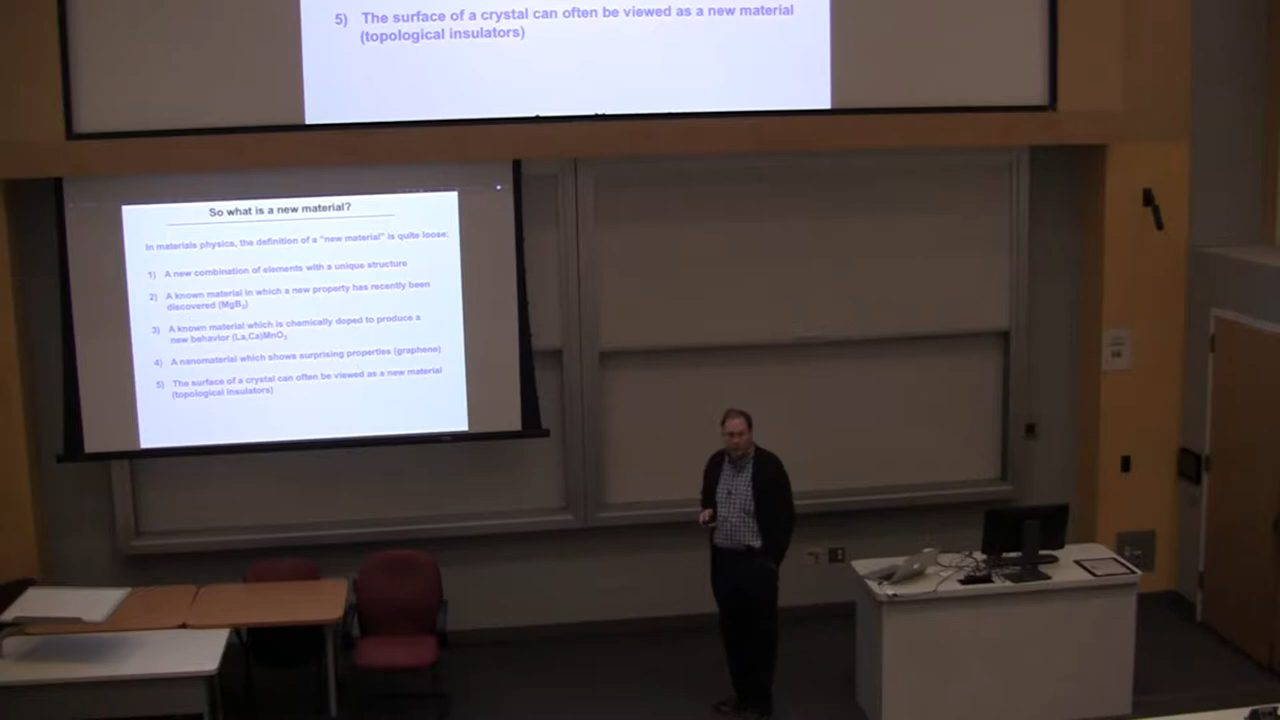 5) The surface of a crystal can often be viewed as a new material
(topological insulators)
So what is a new material?
In materials physics, the definition of a "new material" is quite loose:
1) A new combination of elements with a unique structure
2) A known material in which a new property has recently been
discovered (MgB₂)
3) A known material which is chemically doped to produce a
new behavior (La,Ca)MnO₃
4) A nanomaterial which shows surprising properties (graphene)
5) The surface of a crystal can often be viewed as a new material
(topological insulators)